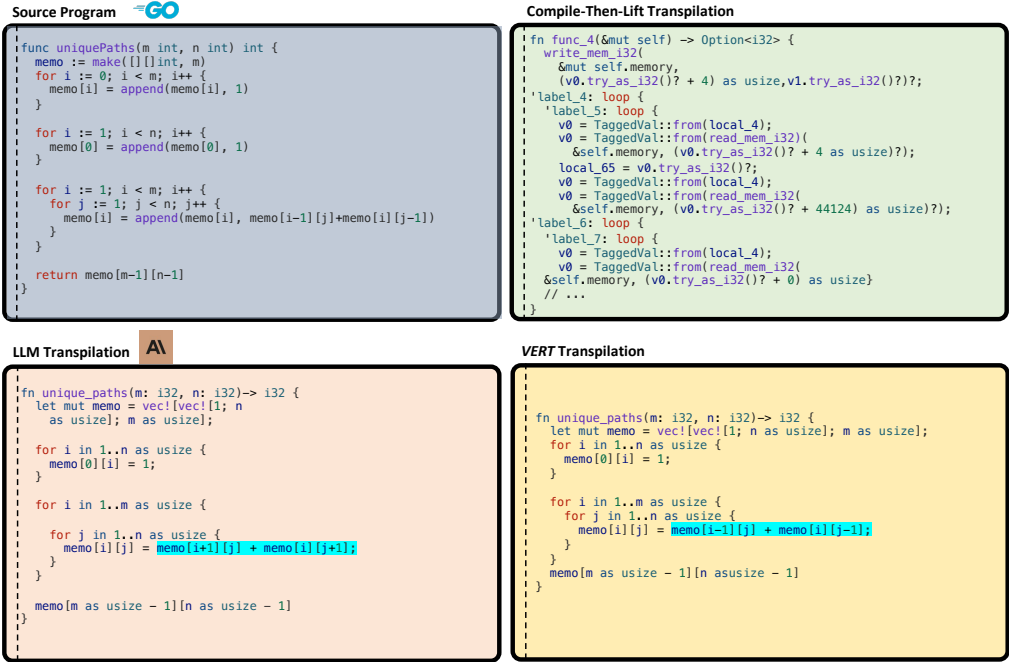 Source Program GO
func uniquePaths(m int, n int) int {
memo := make([][]int, m)
for i := 0; i < m; i++ {
memo[i] = append(memo[i], 1)
}
for i := 1; i < n; i++ {
memo[0] = append(memo[0], 1)
}
for i := 1; i < m; i++ {
for j := 1; j < n; j++ {
memo[i] = append(memo[i], memo[i-1][j]+memo[i][j-1])
}
}
return memo[m-1][n-1]
}
Compile-Then-Lift Transpilation
fn func_4(&mut self) -> Option<i32> {
write_mem_i32(
&mut self.memory,
(v0.try_as_i32()? + 4) as usize,v1.try_as_i32()?)?;
'label_4: loop {
'label_5: loop {
v0 = TaggedVal::from(local_4);
v0 = TaggedVal::from(read_mem_i32)(
&self.memory, (v0.try_as_i32()? + 4 as usize)?);
local_65 = v0.try_as_i32()?;
v0 = TaggedVal::from(local_4);
v0 = TaggedVal::from(read_mem_i32(
&self.memory, (v0.try_as_i32()? + 44124) as usize)?);
'label_6: loop {
'label_7: loop {
v0 = TaggedVal::from(local_4);
v0 = TaggedVal::from(read_mem_i32(
&self.memory, (v0.try_as_i32()? + 0) as usize}
// ...
}
LLM Transpilation A\
fn unique_paths(m: i32, n: i32)-> i32 {
let mut memo = vec![vec![1; n
as usize]; m as usize];
for i in 1..n as usize {
memo[0][i] = 1;
}
for i in 1..m as usize {
for j in 1..n as usize {
memo[i][j] = memo[i+1][j] + memo[i][j+1];
}
}
memo[m as usize - 1][n as usize - 1]
}
VERT Transpilation
fn unique_paths(m: i32, n: i32)-> i32 {
let mut memo = vec![vec![1; n as usize]; m as usize];
for i in 1..n as usize {
memo[0][i] = 1;
}
for i in 1..m as usize {
for j in 1..n as usize {
memo[i][j] = memo[i-1][j] + memo[i][j-1];
}
}
memo[m as usize - 1][n asusize - 1]
}